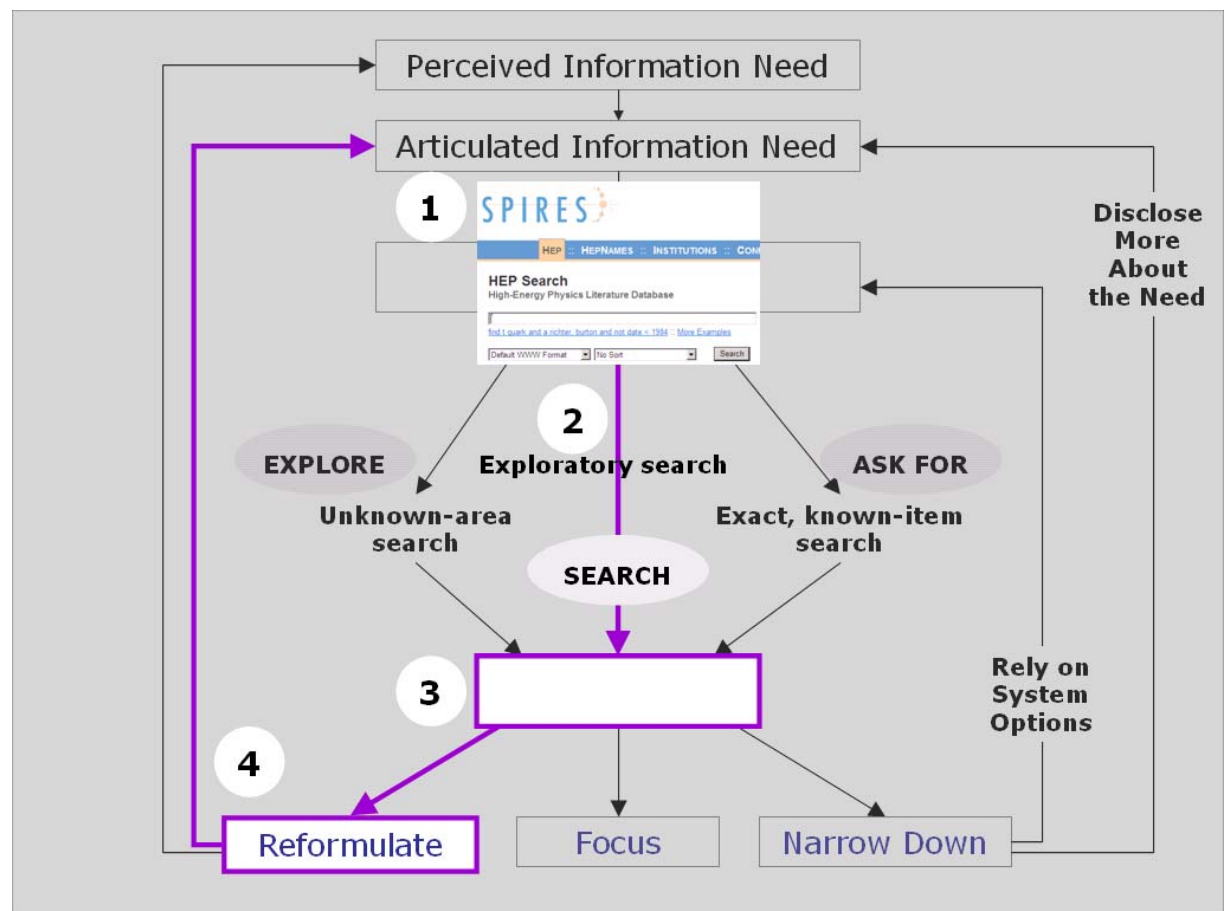 Perceived Information Need
Articulated Information Need
1
SPIRES
HEP :: HEPNAMES :: INSTITUTIONS :: CON
HEP Search
High-Energy Physics Literature Database
find t quark and a richter, burton and not date < 1984 :: More Examples
Default WWW Format
No Sort
Search
Disclose
More
About
the Need
2
EXPLORE
Exploratory search
ASK FOR
Unknown-area
search
Exact, known-item
search
SEARCH
3
Rely on
System
Options
4
Reformulate
Focus
Narrow Down